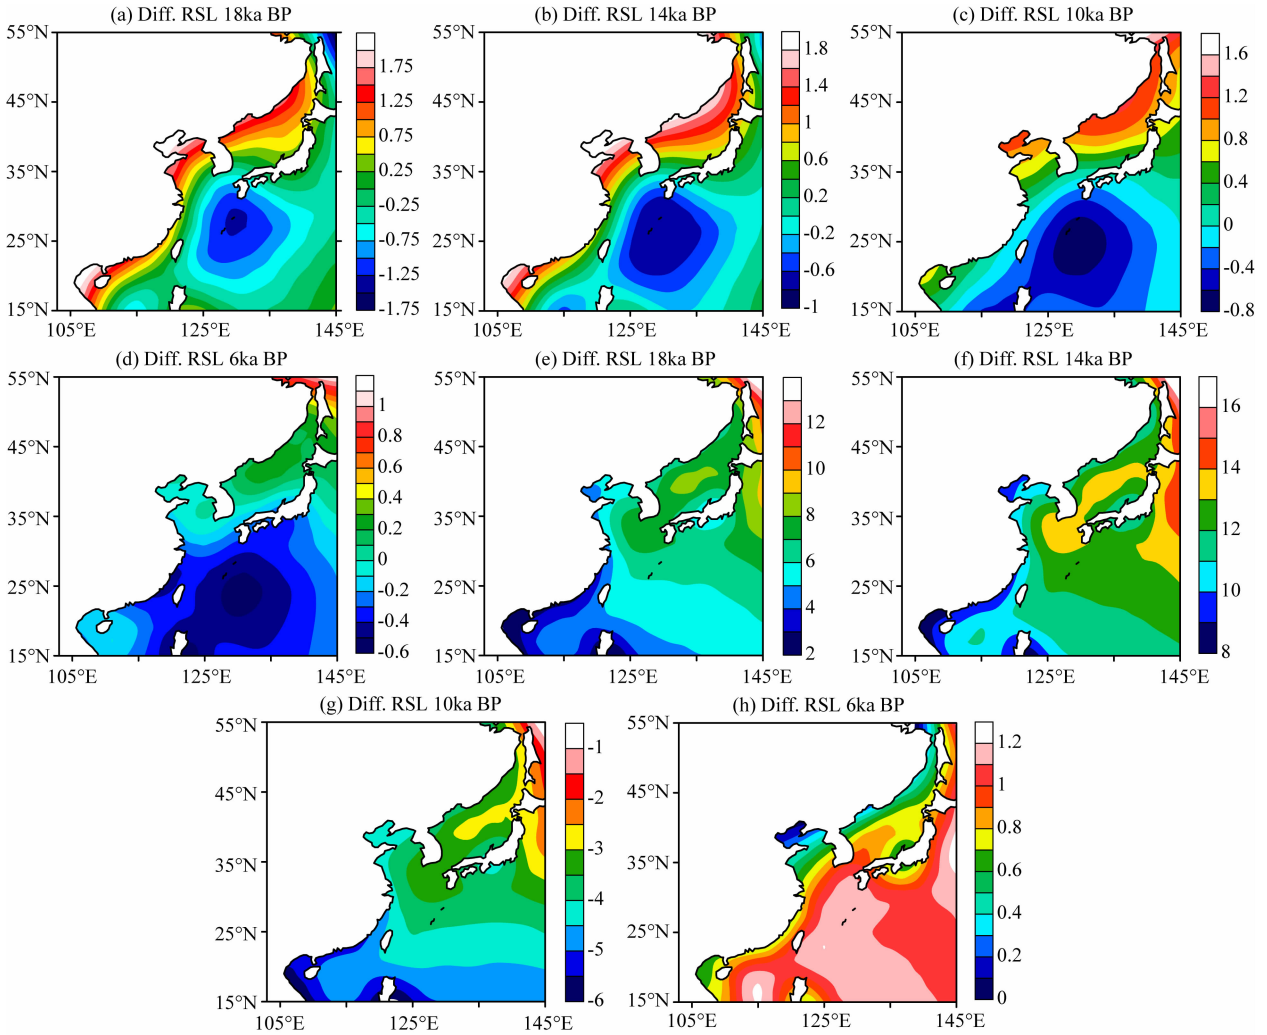 (a) Diff. RSL 18ka BP
55°N
45°N
35°N
25°N
15°N
105°E 125°E 145°E
1.75
1.25
0.75
0.25
-0.25
-0.75
-1.25
-1.75
(b) Diff. RSL 14ka BP
55°N
45°N
35°N
25°N
15°N
105°E 125°E 145°E
1.8
1.4
1
0.6
0.2
-0.2
-0.6
-1
(c) Diff. RSL 10ka BP
55°N
45°N
35°N
25°N
15°N
105°E 125°E 145°E
1.6
1.2
0.8
0.4
0
-0.4
-0.8
(d) Diff. RSL 6ka BP
55°N
45°N
35°N
25°N
15°N
105°E 125°E 145°E
1
0.8
0.6
0.4
0.2
0
-0.2
-0.4
-0.6
(e) Diff. RSL 18ka BP
55°N
45°N
35°N
25°N
15°N
105°E 125°E 145°E
12
10
8
6
4
2
(f) Diff. RSL 14ka BP
55°N
45°N
35°N
25°N
15°N
105°E 125°E 145°E
16
14
12
10
8
(g) Diff. RSL 10ka BP
55°N
45°N
35°N
25°N
15°N
105°E 125°E 145°E
-1
-2
-3
-4
-5
-6
(h) Diff. RSL 6ka BP
55°N
45°N
35°N
25°N
15°N
105°E 125°E 145°E
1.2
1
0.8
0.6
0.4
0.2
0